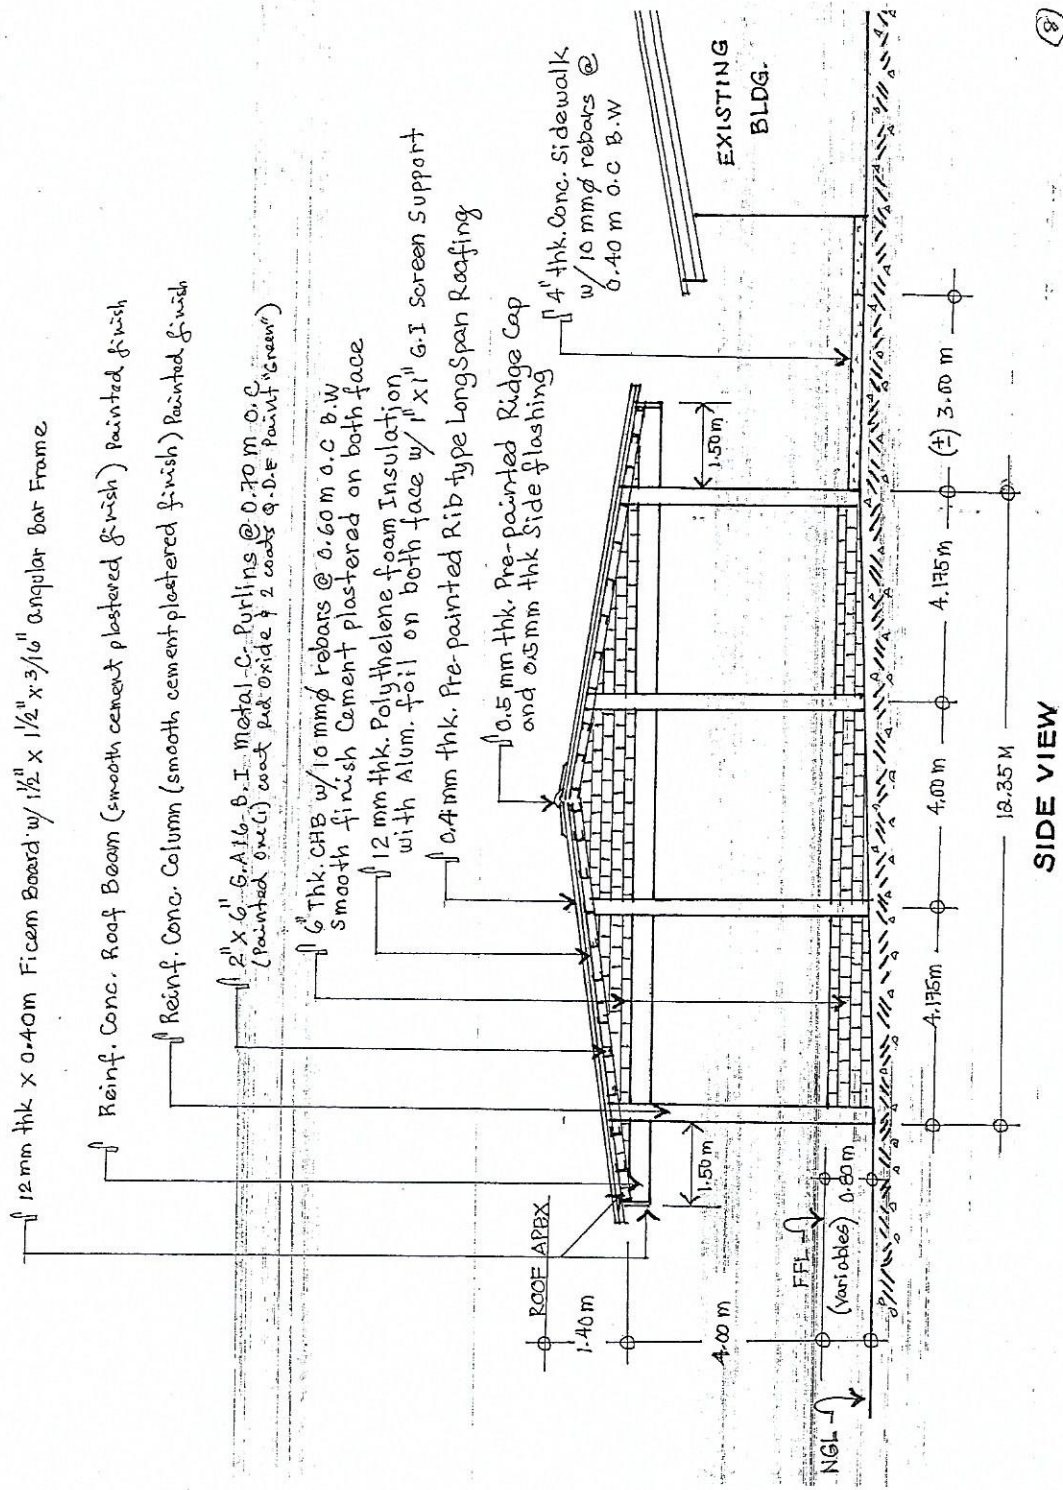 12mm thk x 0.40m Ficem Board w/ 1½" x 1½" x 3/16" angular Bar Frame
Reinf. Conc. Roof Beam (smooth cement plastered finish) Painted finish
Reinf. Conc. Column (smooth cement plastered finish) Painted finish
2" X 6" G.A16-B.I metal-C-Purlins @ 0.70 m O.C
(Painted One(1) coat Red Oxide & 2 coats Q.D.E Paint "Green")
6" Thk. CHB w/ 10 mmØ rebars @ 0.60 m O.C B.W
smooth finish Cement plastered on both face
12 mm thk. Polythelene foam Insulation
with Alum. foil on both face w/ 1" x 1" G.I Screen Support
0.4 mm thk. Pre-painted Rib type LongSpan Roofing
0.5 mm thk. Pre-painted Ridge Cap
and 0.5mm thk Side flashing
4" thk. Conc. Sidewalk
w/ 10 mmØ rebars @
0.40 m O.C B.W
EXISTING
BLDG.
ROOF APEX
1.40 m
4.00 m
FFL
(variables) 0.80 m
NGL
1.50 m
1.50 m
4.175m
4.00 m
4.175m
(±) 3.00 m
12.35 M
SIDE VIEW
8